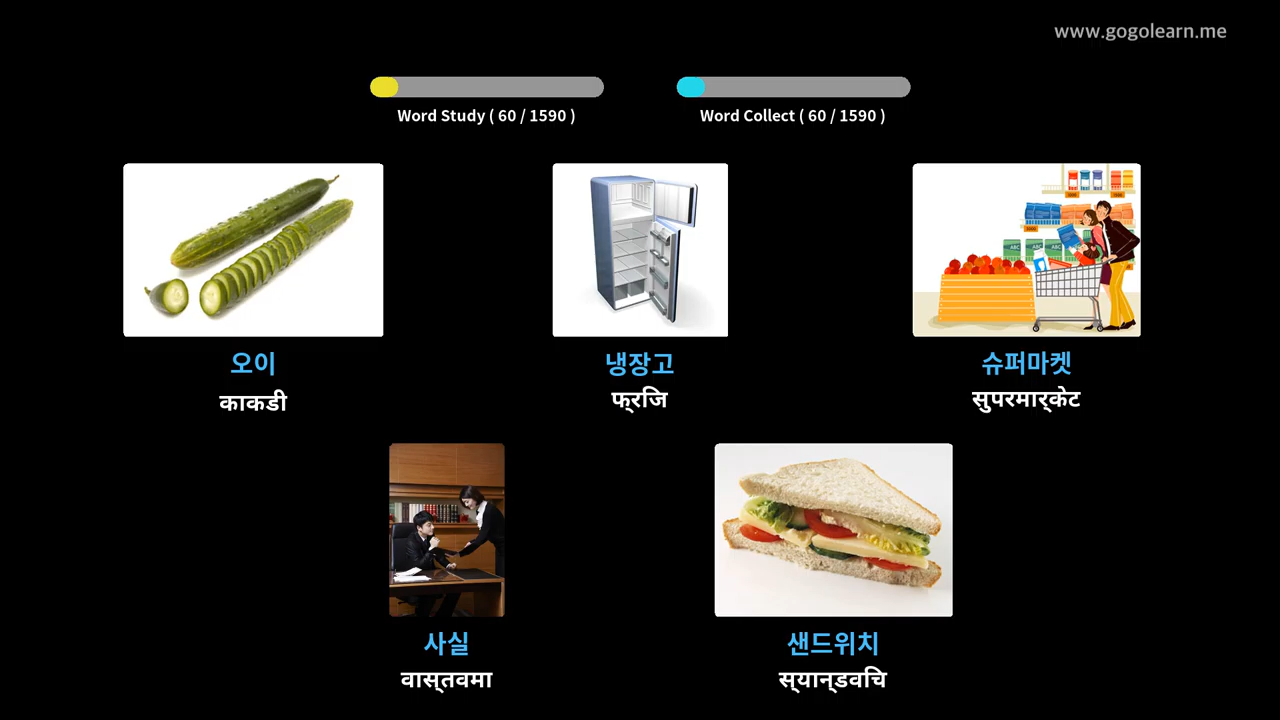 www.gogolearn.me
Word Study ( 60 / 1590 )
Word Collect ( 60 / 1590 )
오이
काकडी
냉장고
फ्रिज
슈퍼마켓
सुपरमार्केट
사실
वास्तवमा
샌드위치
स्यान्डविच